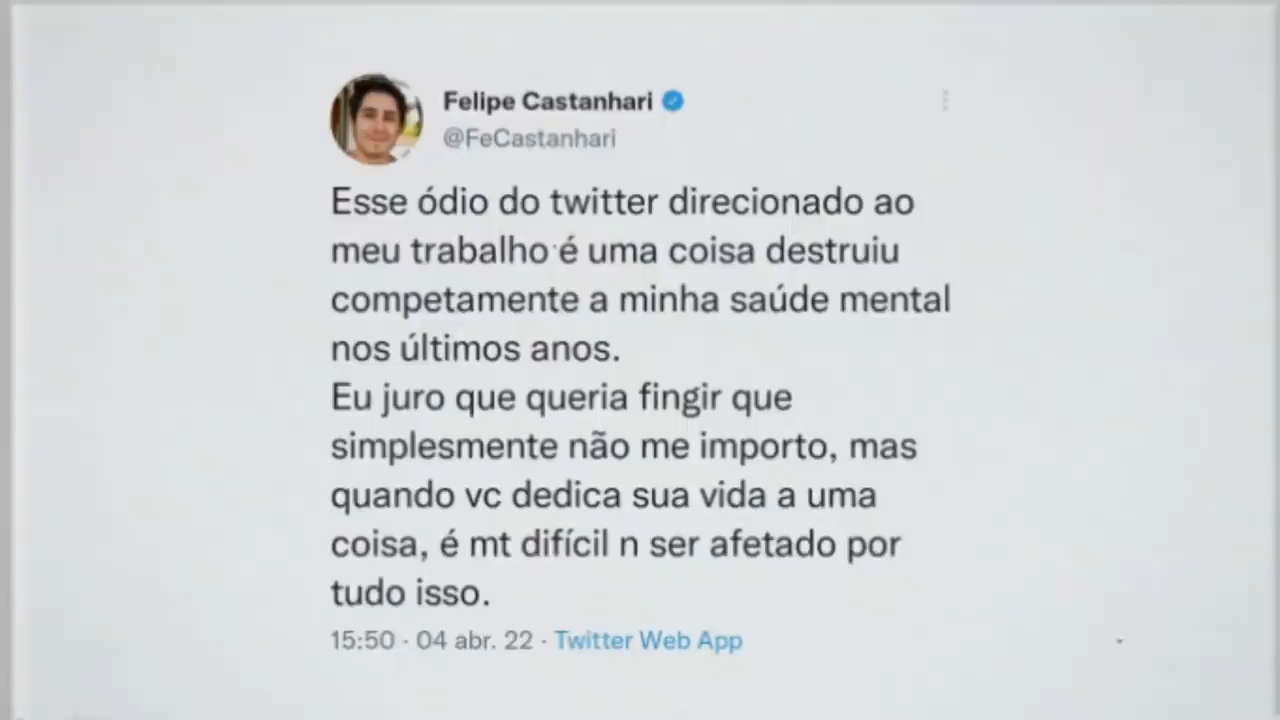 Felipe Castanhari
@FeCastanhari
Esse ódio do twitter direcionado ao
meu trabalho é uma coisa destruiu
competamente a minha saúde mental
nos últimos anos.
Eu juro que queria fingir que
simplesmente não me importo, mas
quando vc dedica sua vida a uma
coisa, é mt difícil n ser afetado por
tudo isso.
15:50 · 04 abr. 22 · Twitter Web App